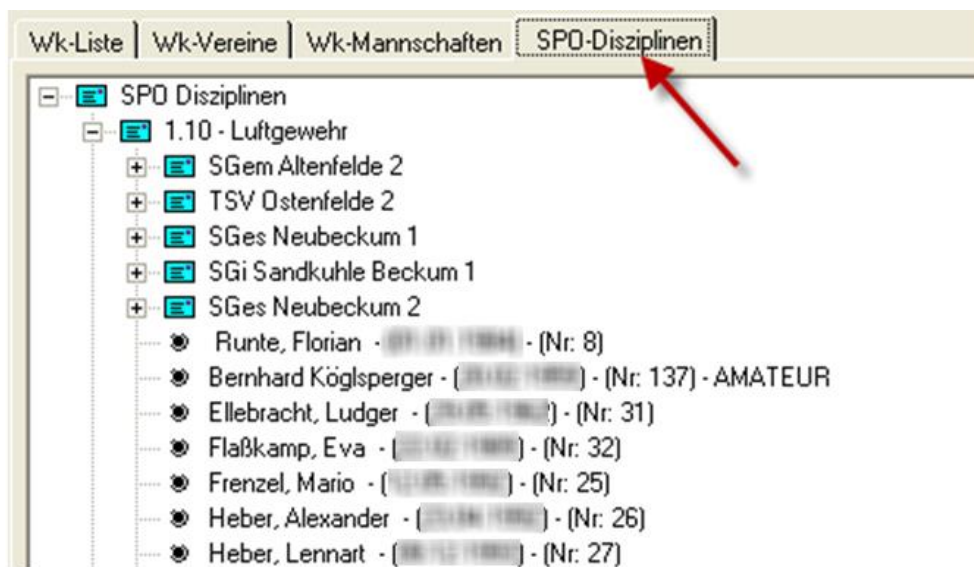 Wk-Liste Wk-Vereine Wk-Mannschaften SPO-Disziplinen
SPO Disziplinen
1.10 - Luftgewehr
SGem Altenfelde 2
TSV Ostenfelde 2
SGes Neubeckum 1
SGi Sandkuhle Beckum 1
SGes Neubeckum 2
Runte, Florian - - (Nr: 8)
Bernhard Köglsperger - ( ) - (Nr: 137) - AMATEUR
Ellebracht, Ludger - ( ) - (Nr: 31)
Flaßkamp, Eva - ( ) - (Nr: 32)
Frenzel, Mario - ( ) - (Nr: 25)
Heber, Alexander - ( ) - (Nr: 26)
Heber, Lennart - ( ) - (Nr: 27)